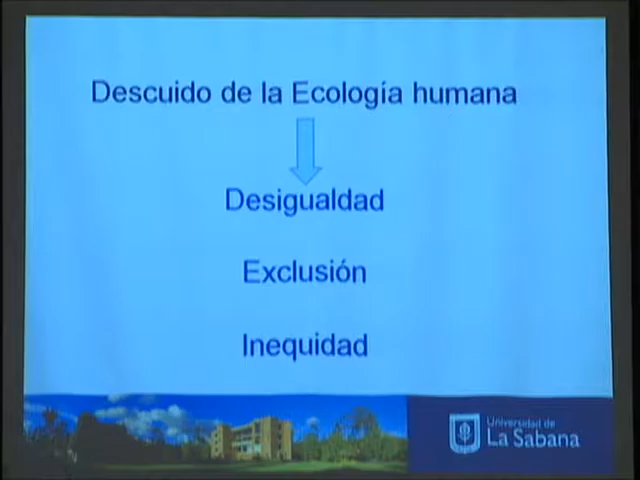 Descuido de la Ecología humana
Desigualdad
Exclusión
Inequidad
Universidad de
La Sabana